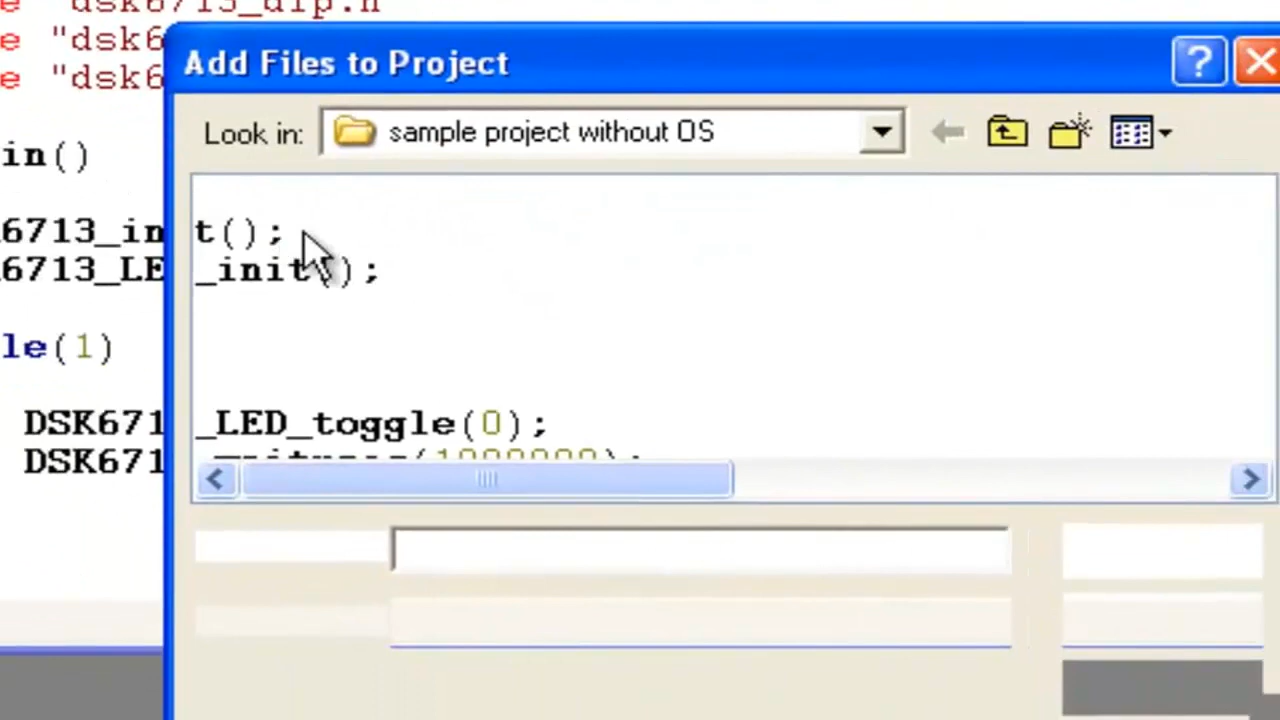 e "dsk6713_dip.h
e "dsk6
e "dsk6
Add Files to Project
?
Look in: sample project without OS
in()
6713_in t();
6713_LE _init();
le(1)
DSK671 _LED_toggle(0);
DSK671